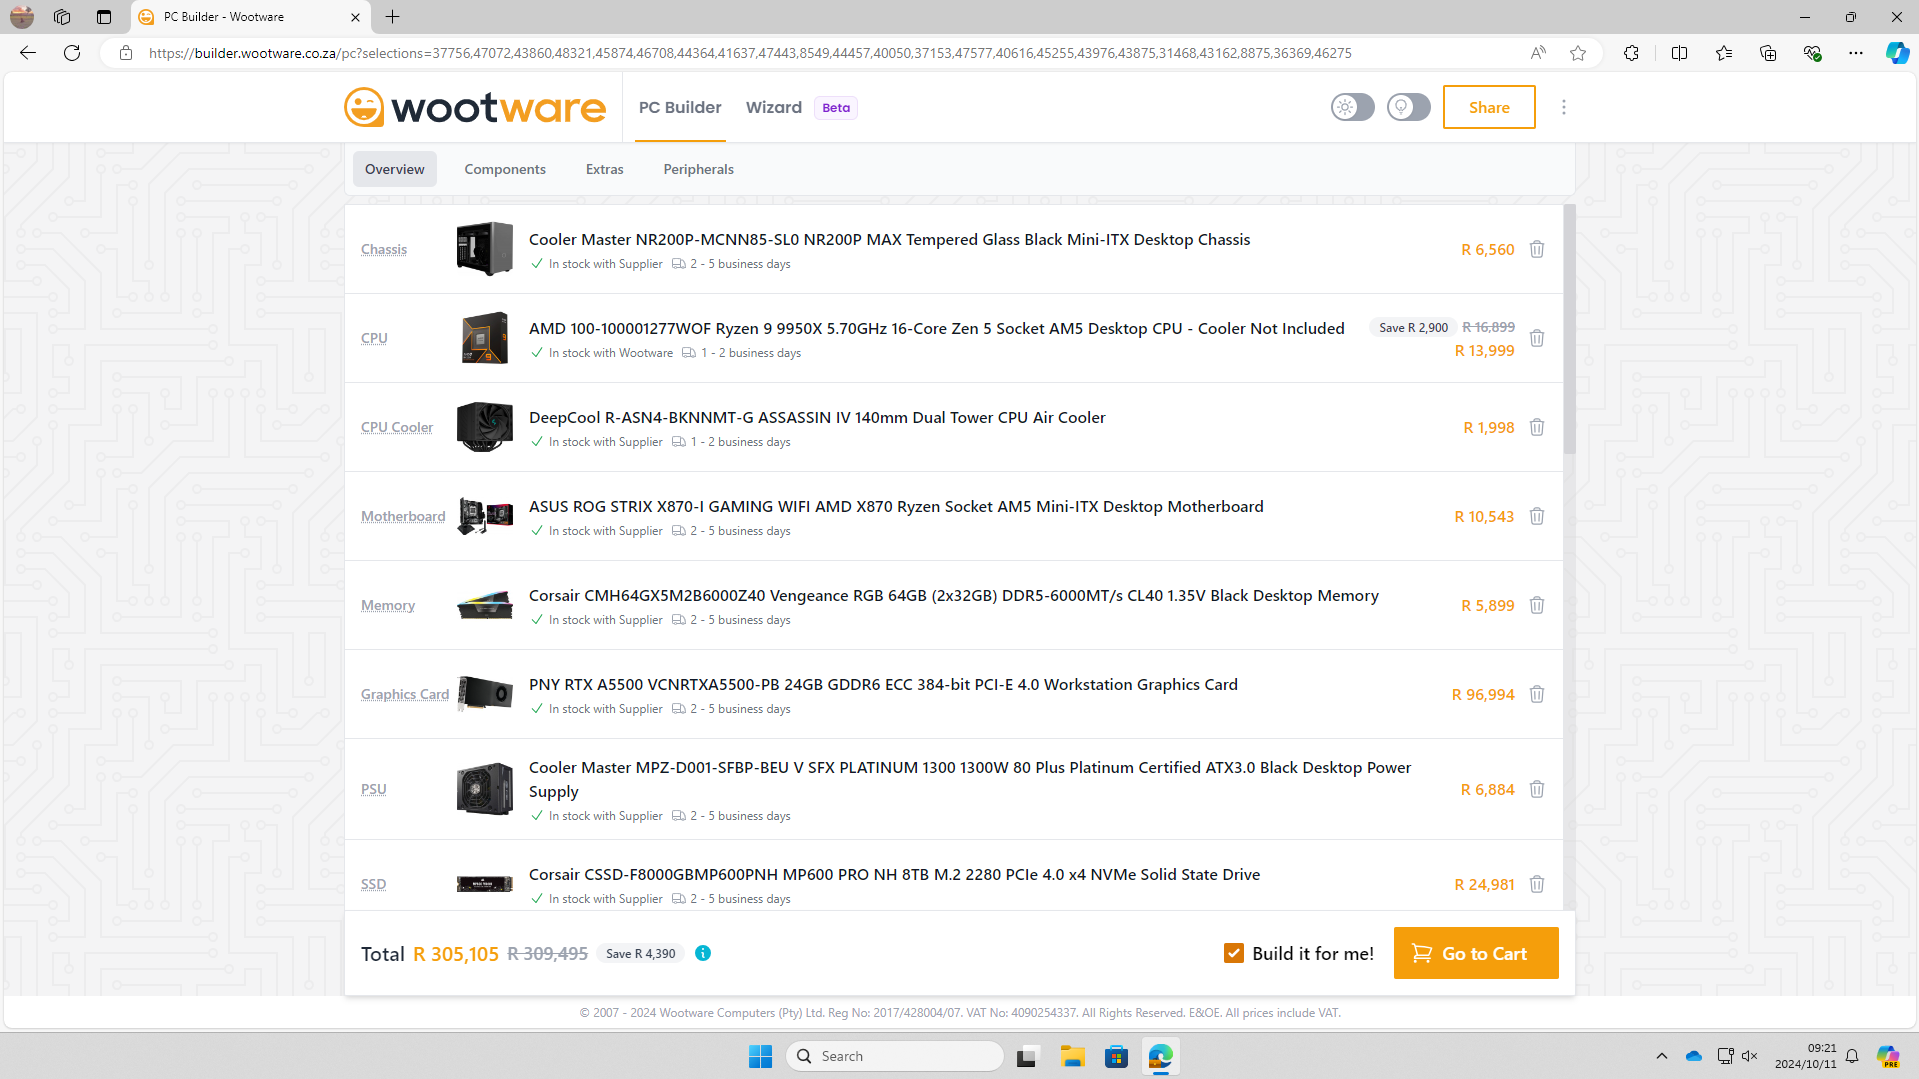 PC Builder - Wootware
https://builder.wootware.co.za/pc?selections=37756,47072,43860,48321,45874,46708,44364,41637,47443,8549,44457,40050,37153,47577,40616,45255,43976,43875,31468,43162,8875,36369,46275
wootware
PC Builder
Wizard
Beta
Share
Overview
Components
Extras
Peripherals
Chassis
Cooler Master NR200P-MCNN85-SL0 NR200P MAX Tempered Glass Black Mini-ITX Desktop Chassis
In stock with Supplier
2 - 5 business days
R 6,560
CPU
AMD 100-100001277WOF Ryzen 9 9950X 5.70GHz 16-Core Zen 5 Socket AM5 Desktop CPU - Cooler Not Included
In stock with Wootware
1 - 2 business days
Save R 2,900
R 16,899
R 13,999
CPU Cooler
DeepCool R-ASN4-BKNNMT-G ASSASSIN IV 140mm Dual Tower CPU Air Cooler
In stock with Supplier
1 - 2 business days
R 1,998
Motherboard
ASUS ROG STRIX X870-I GAMING WIFI AMD X870 Ryzen Socket AM5 Mini-ITX Desktop Motherboard
In stock with Supplier
2 - 5 business days
R 10,543
Memory
Corsair CMH64GX5M2B6000Z40 Vengeance RGB 64GB (2x32GB) DDR5-6000MT/s CL40 1.35V Black Desktop Memory
In stock with Supplier
2 - 5 business days
R 5,899
Graphics Card
PNY RTX A5500 VCNRTXA5500-PB 24GB GDDR6 ECC 384-bit PCI-E 4.0 Workstation Graphics Card
In stock with Supplier
2 - 5 business days
R 96,994
PSU
Cooler Master MPZ-D001-SFBP-BEU V SFX PLATINUM 1300 1300W 80 Plus Platinum Certified ATX3.0 Black Desktop Power
Supply
In stock with Supplier
2 - 5 business days
R 6,884
SSD
Corsair CSSD-F8000GBMP600PNH MP600 PRO NH 8TB M.2 2280 PCIe 4.0 x4 NVMe Solid State Drive
In stock with Supplier
2 - 5 business days
R 24,981
Total R 305,105 R 309,495 Save R 4,390
Build it for me!
Go to Cart
© 2007 - 2024 Wootware Computers (Pty) Ltd. Reg No: 2017/428004/07. VAT No: 4090254337. All Rights Reserved. E&OE. All prices include VAT.
Search
09:21
2024/10/11
PRE